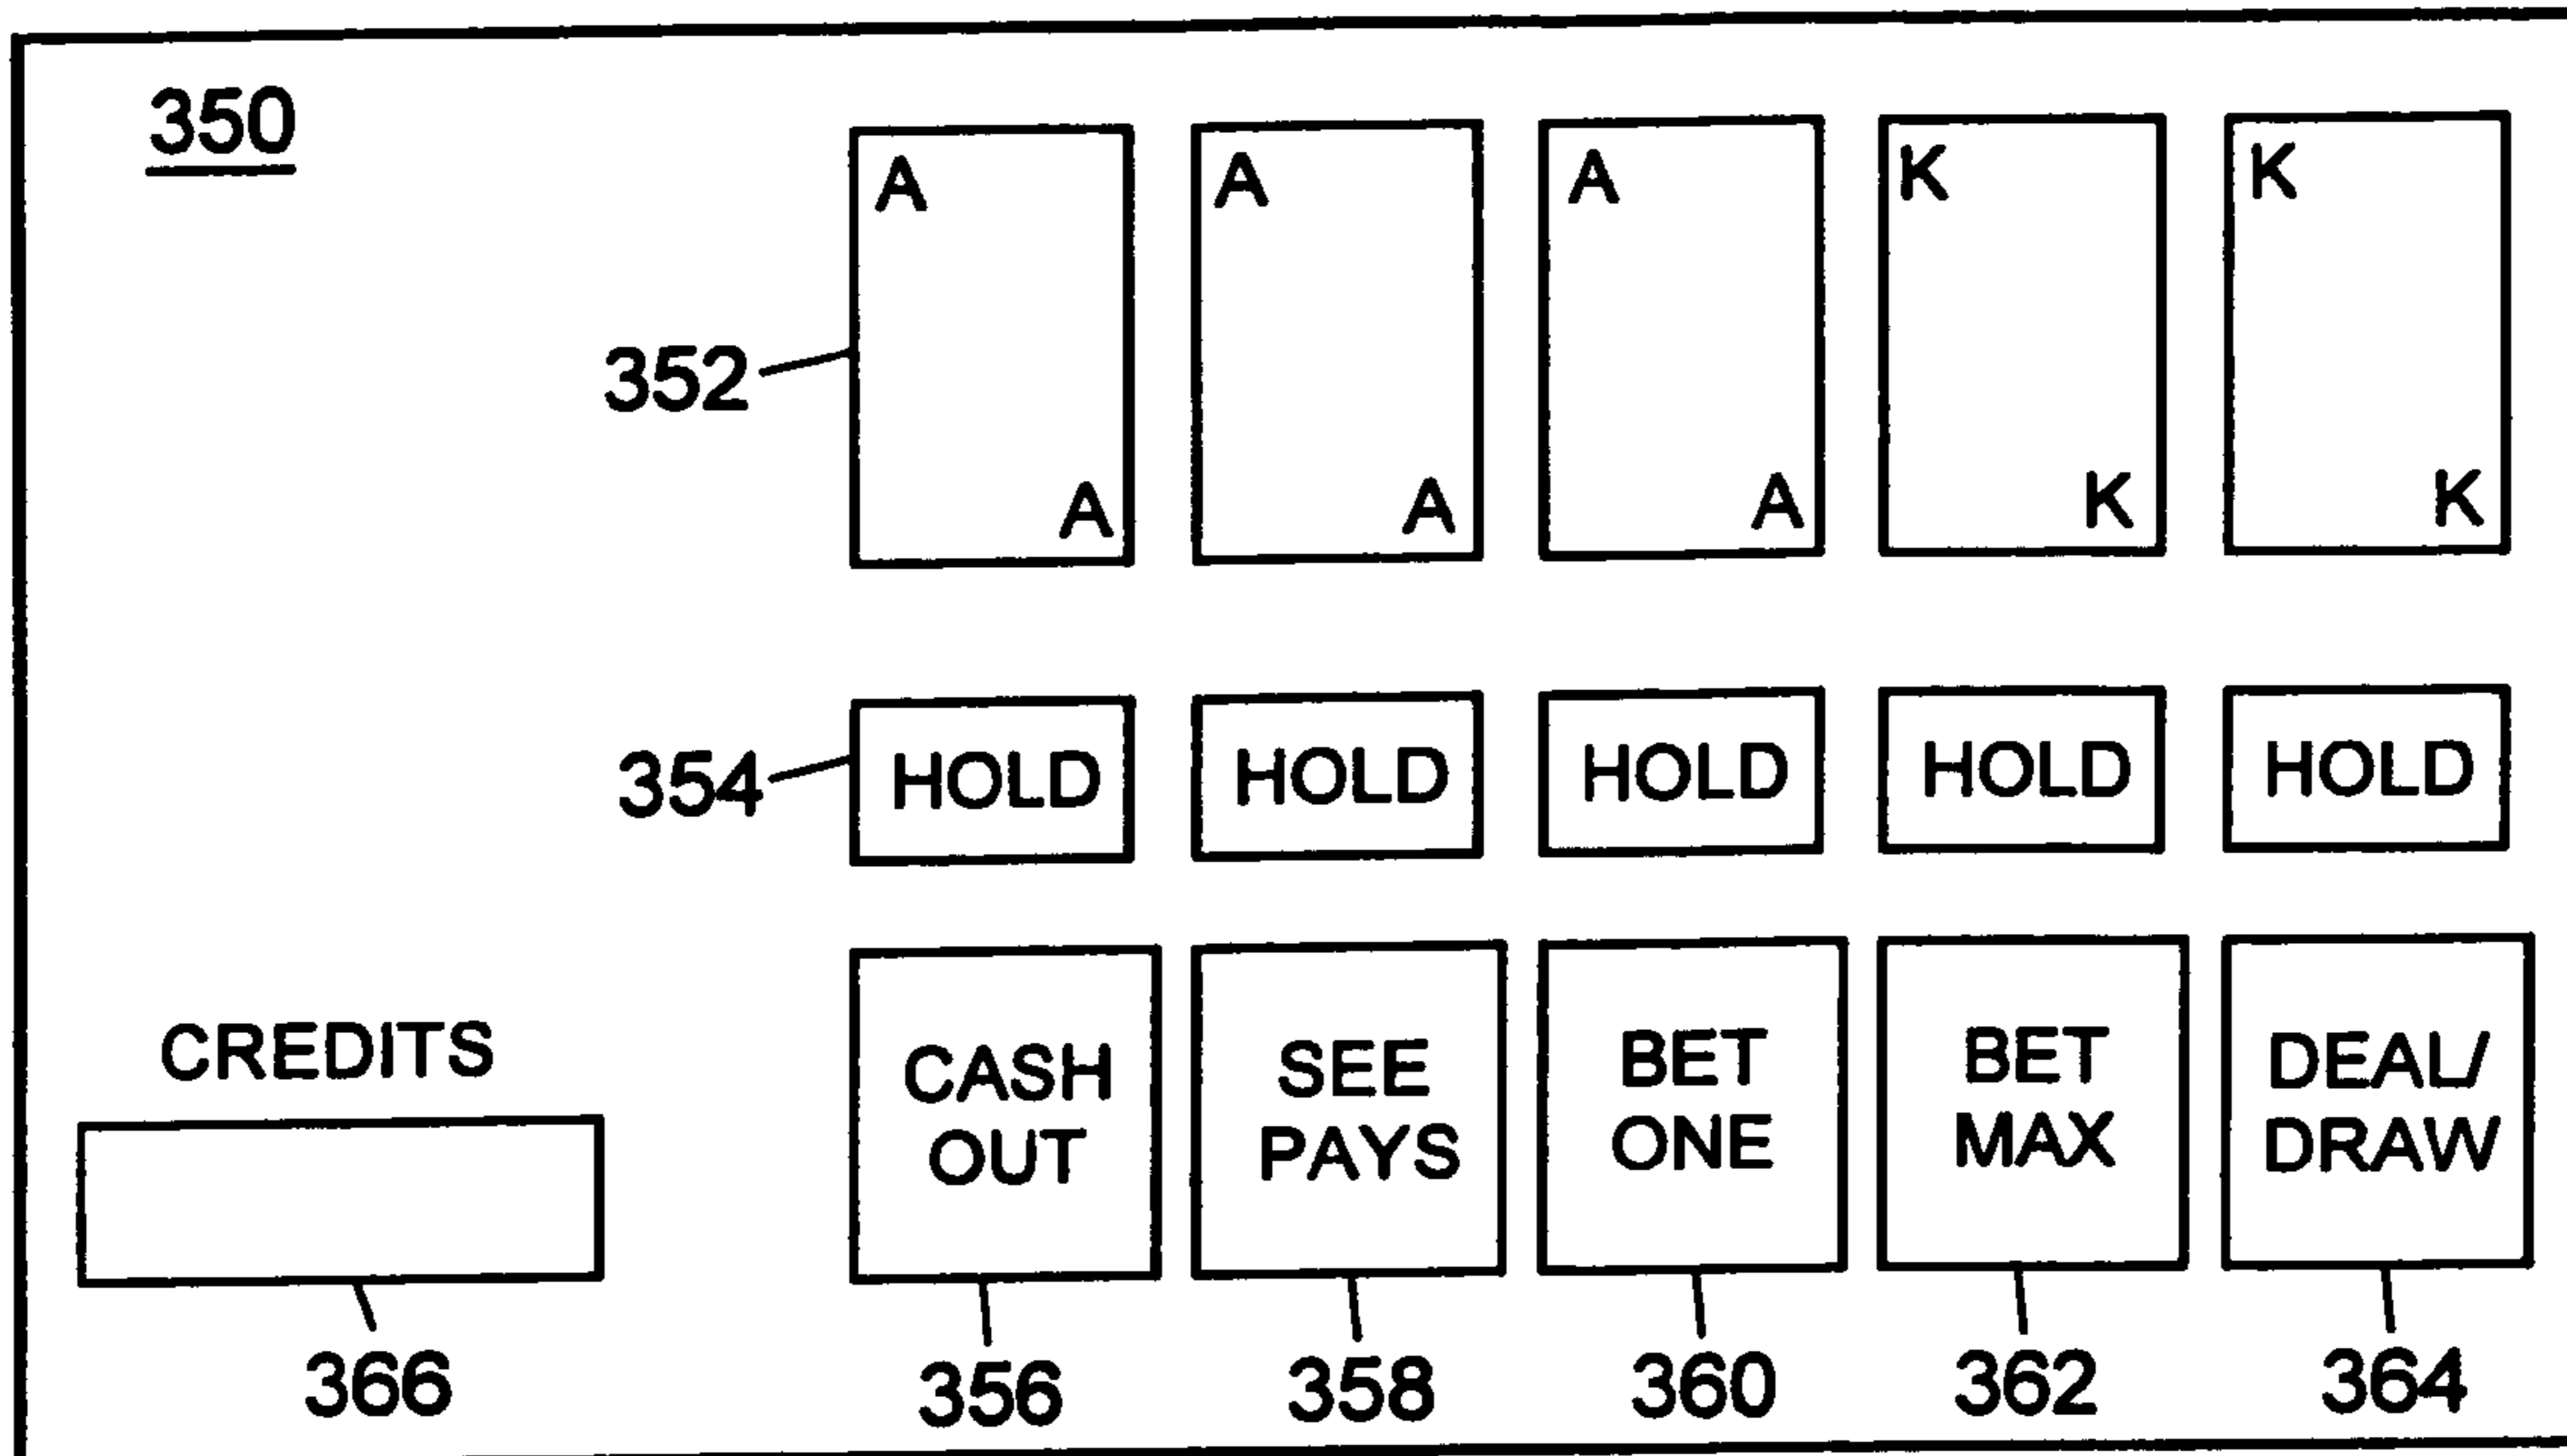 350
A A A K K
352
A A A K K
354 HOLD HOLD HOLD HOLD HOLD
CREDITS
CASH OUT
SEE PAYS
BET ONE
BET MAX
DEAL/ DRAW
366 356 358 360 362 364